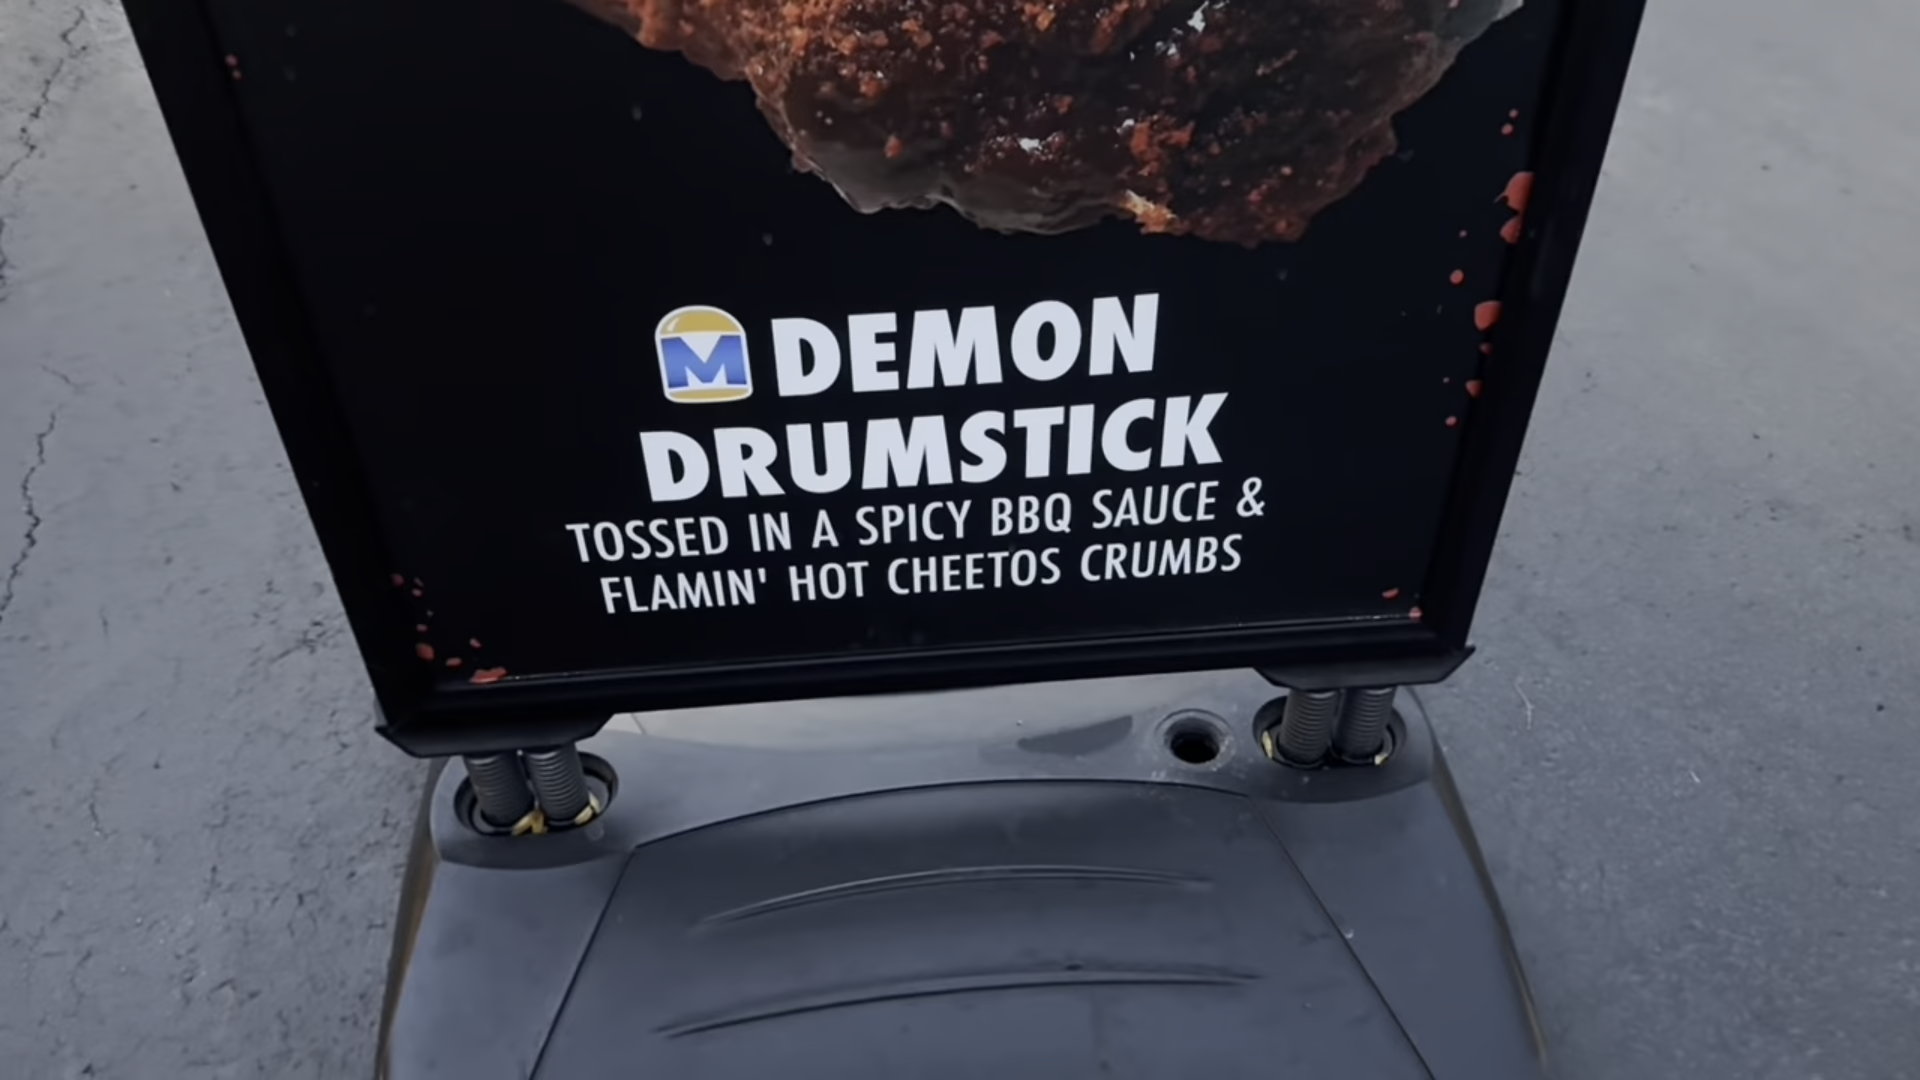 M DEMON
DRUMSTICK
TOSSED IN A SPICY BBQ SAUCE &
FLAMIN' HOT CHEETOS CRUMBS